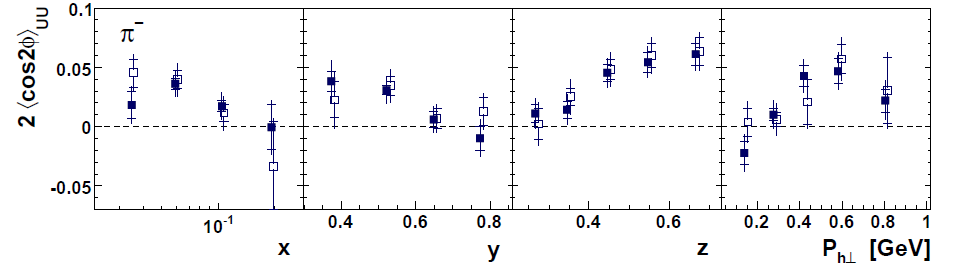 2 ⟨cos2ϕ⟩UU
0.1
0.05
0
-0.05
π⁻
10⁻¹
x
0.4 0.6 0.8
y
0.4 0.6
z
0.2 0.4 0.6 0.8 1
Ph⊥ [GeV]